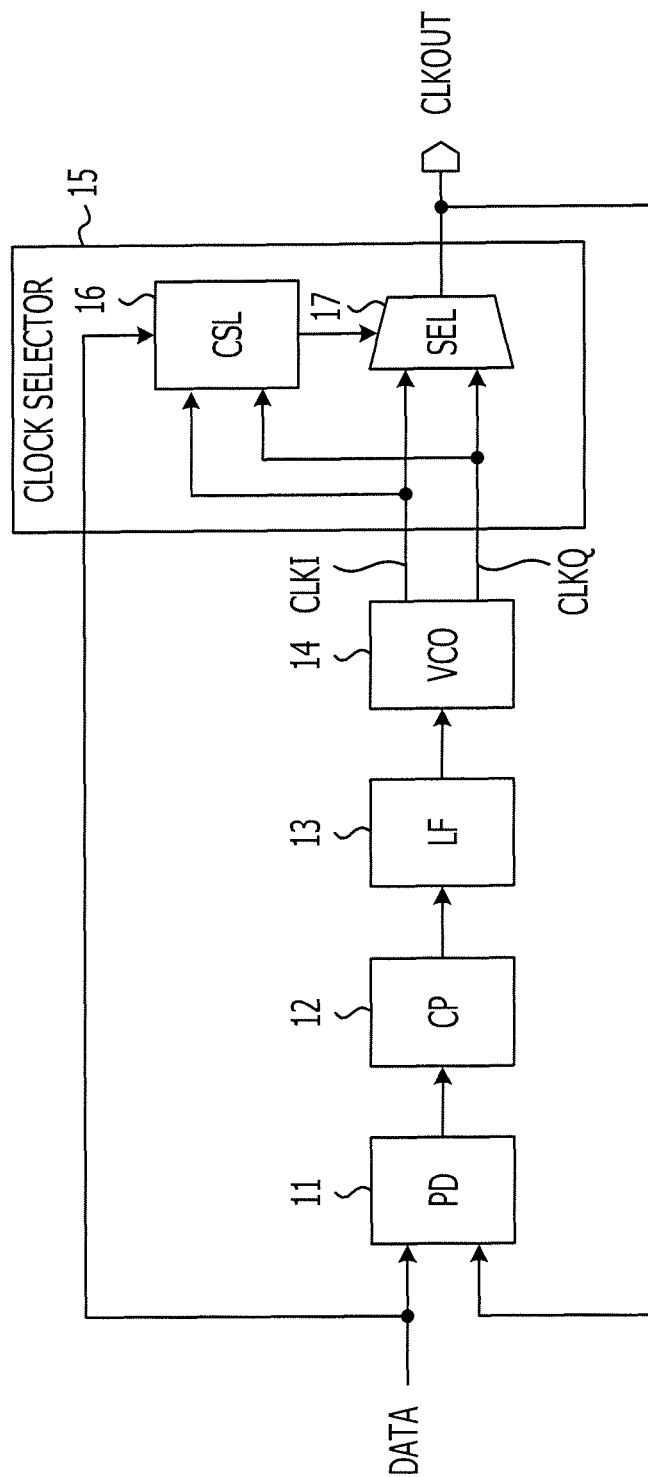 CLOCK SELECTOR
15
16
CSL
17
SEL
CLKOUT
CLKI
CLKQ
14
VCO
13
LF
12
CP
11
PD
DATA